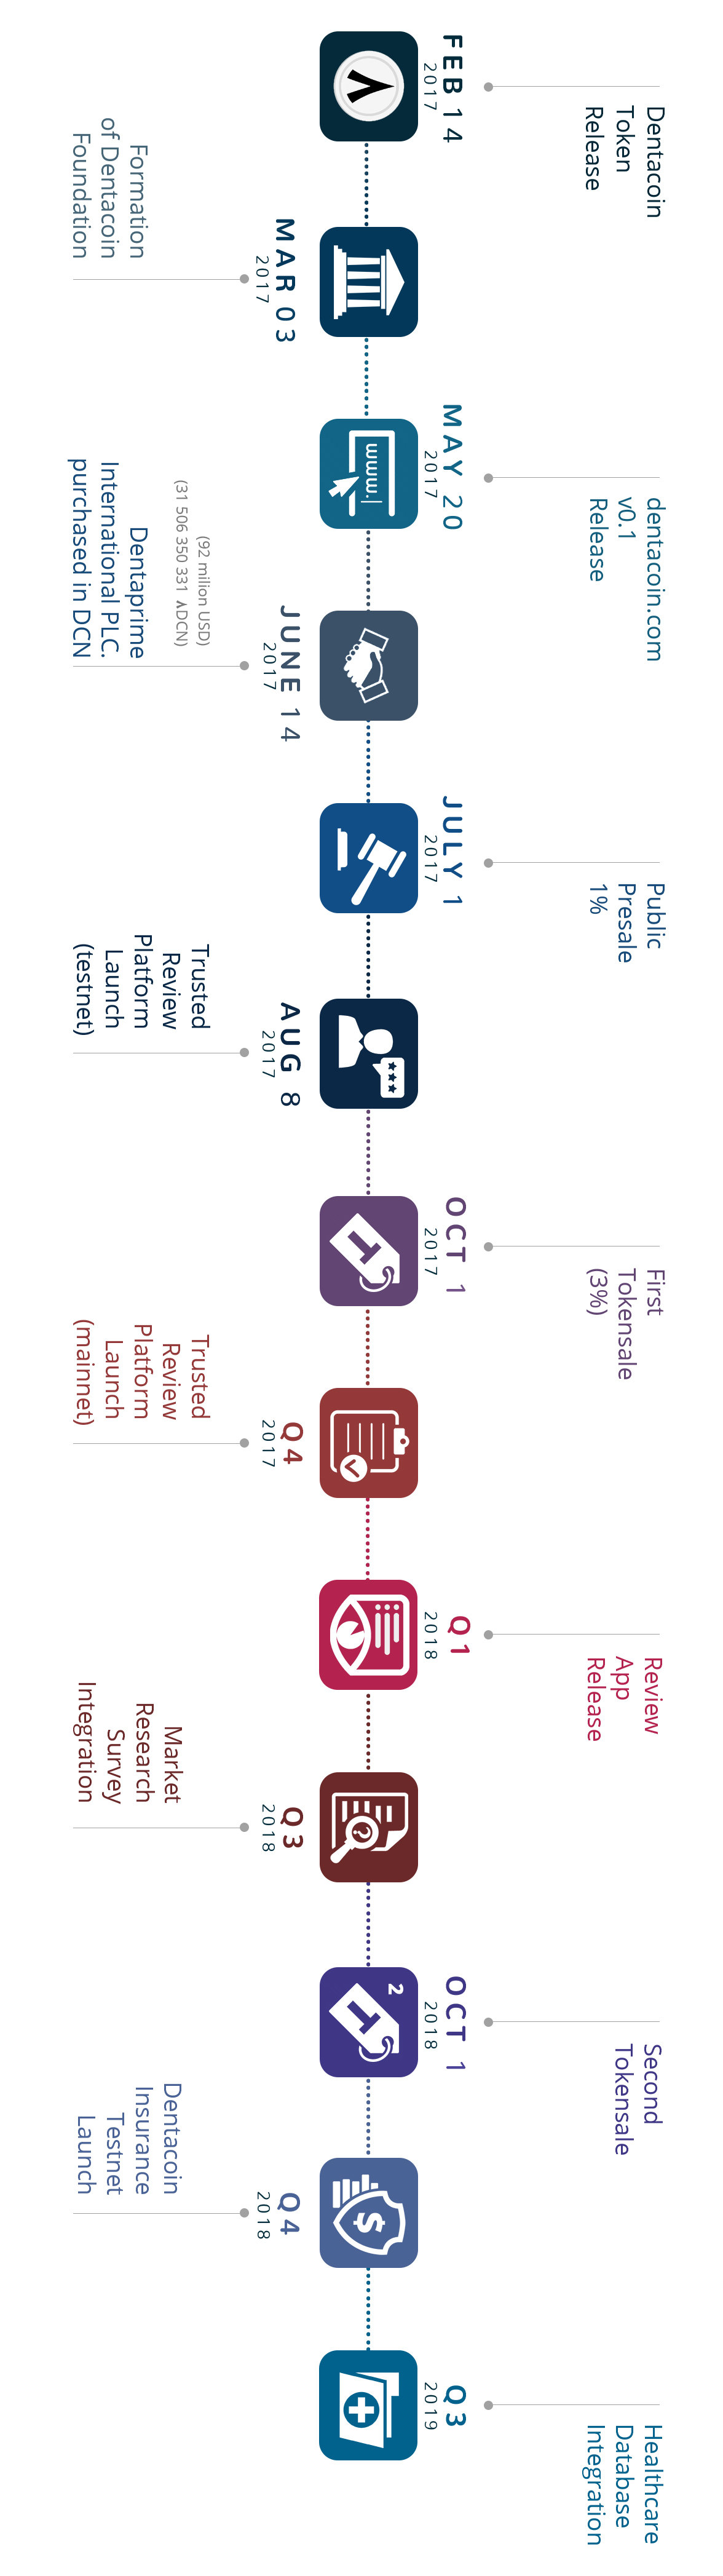 FEB 14
2017
Dentacoin
Token
Release
MAR 03
2017
Formation
of Dentacoin
Foundation
www.
MAY 20
2017
dentacoin.com
v0.1
Release
JUNE 14
2017
(92 milion USD)
(31 506 350 331 ٨DCN)
Dentaprime
International PLC.
purchased in DCN
JULY 1
2017
Public
Presale
1%
AUG 8
2017
Trusted
Review
Platform
Launch
(testnet)
T
OCT 1
2017
First
Tokensale
(3%)
Q4
2017
Trusted
Review
Platform
Launch
(mainnet)
Q1
2018
Review
App
Release
?
Q3
2018
Market
Research
Survey
Integration
2
T
OCT 1
2018
Second
Tokensale
$
Q4
2018
Dentacoin
Insurance
Testnet
Launch
Q3
2019
Healthcare
Database
Integration